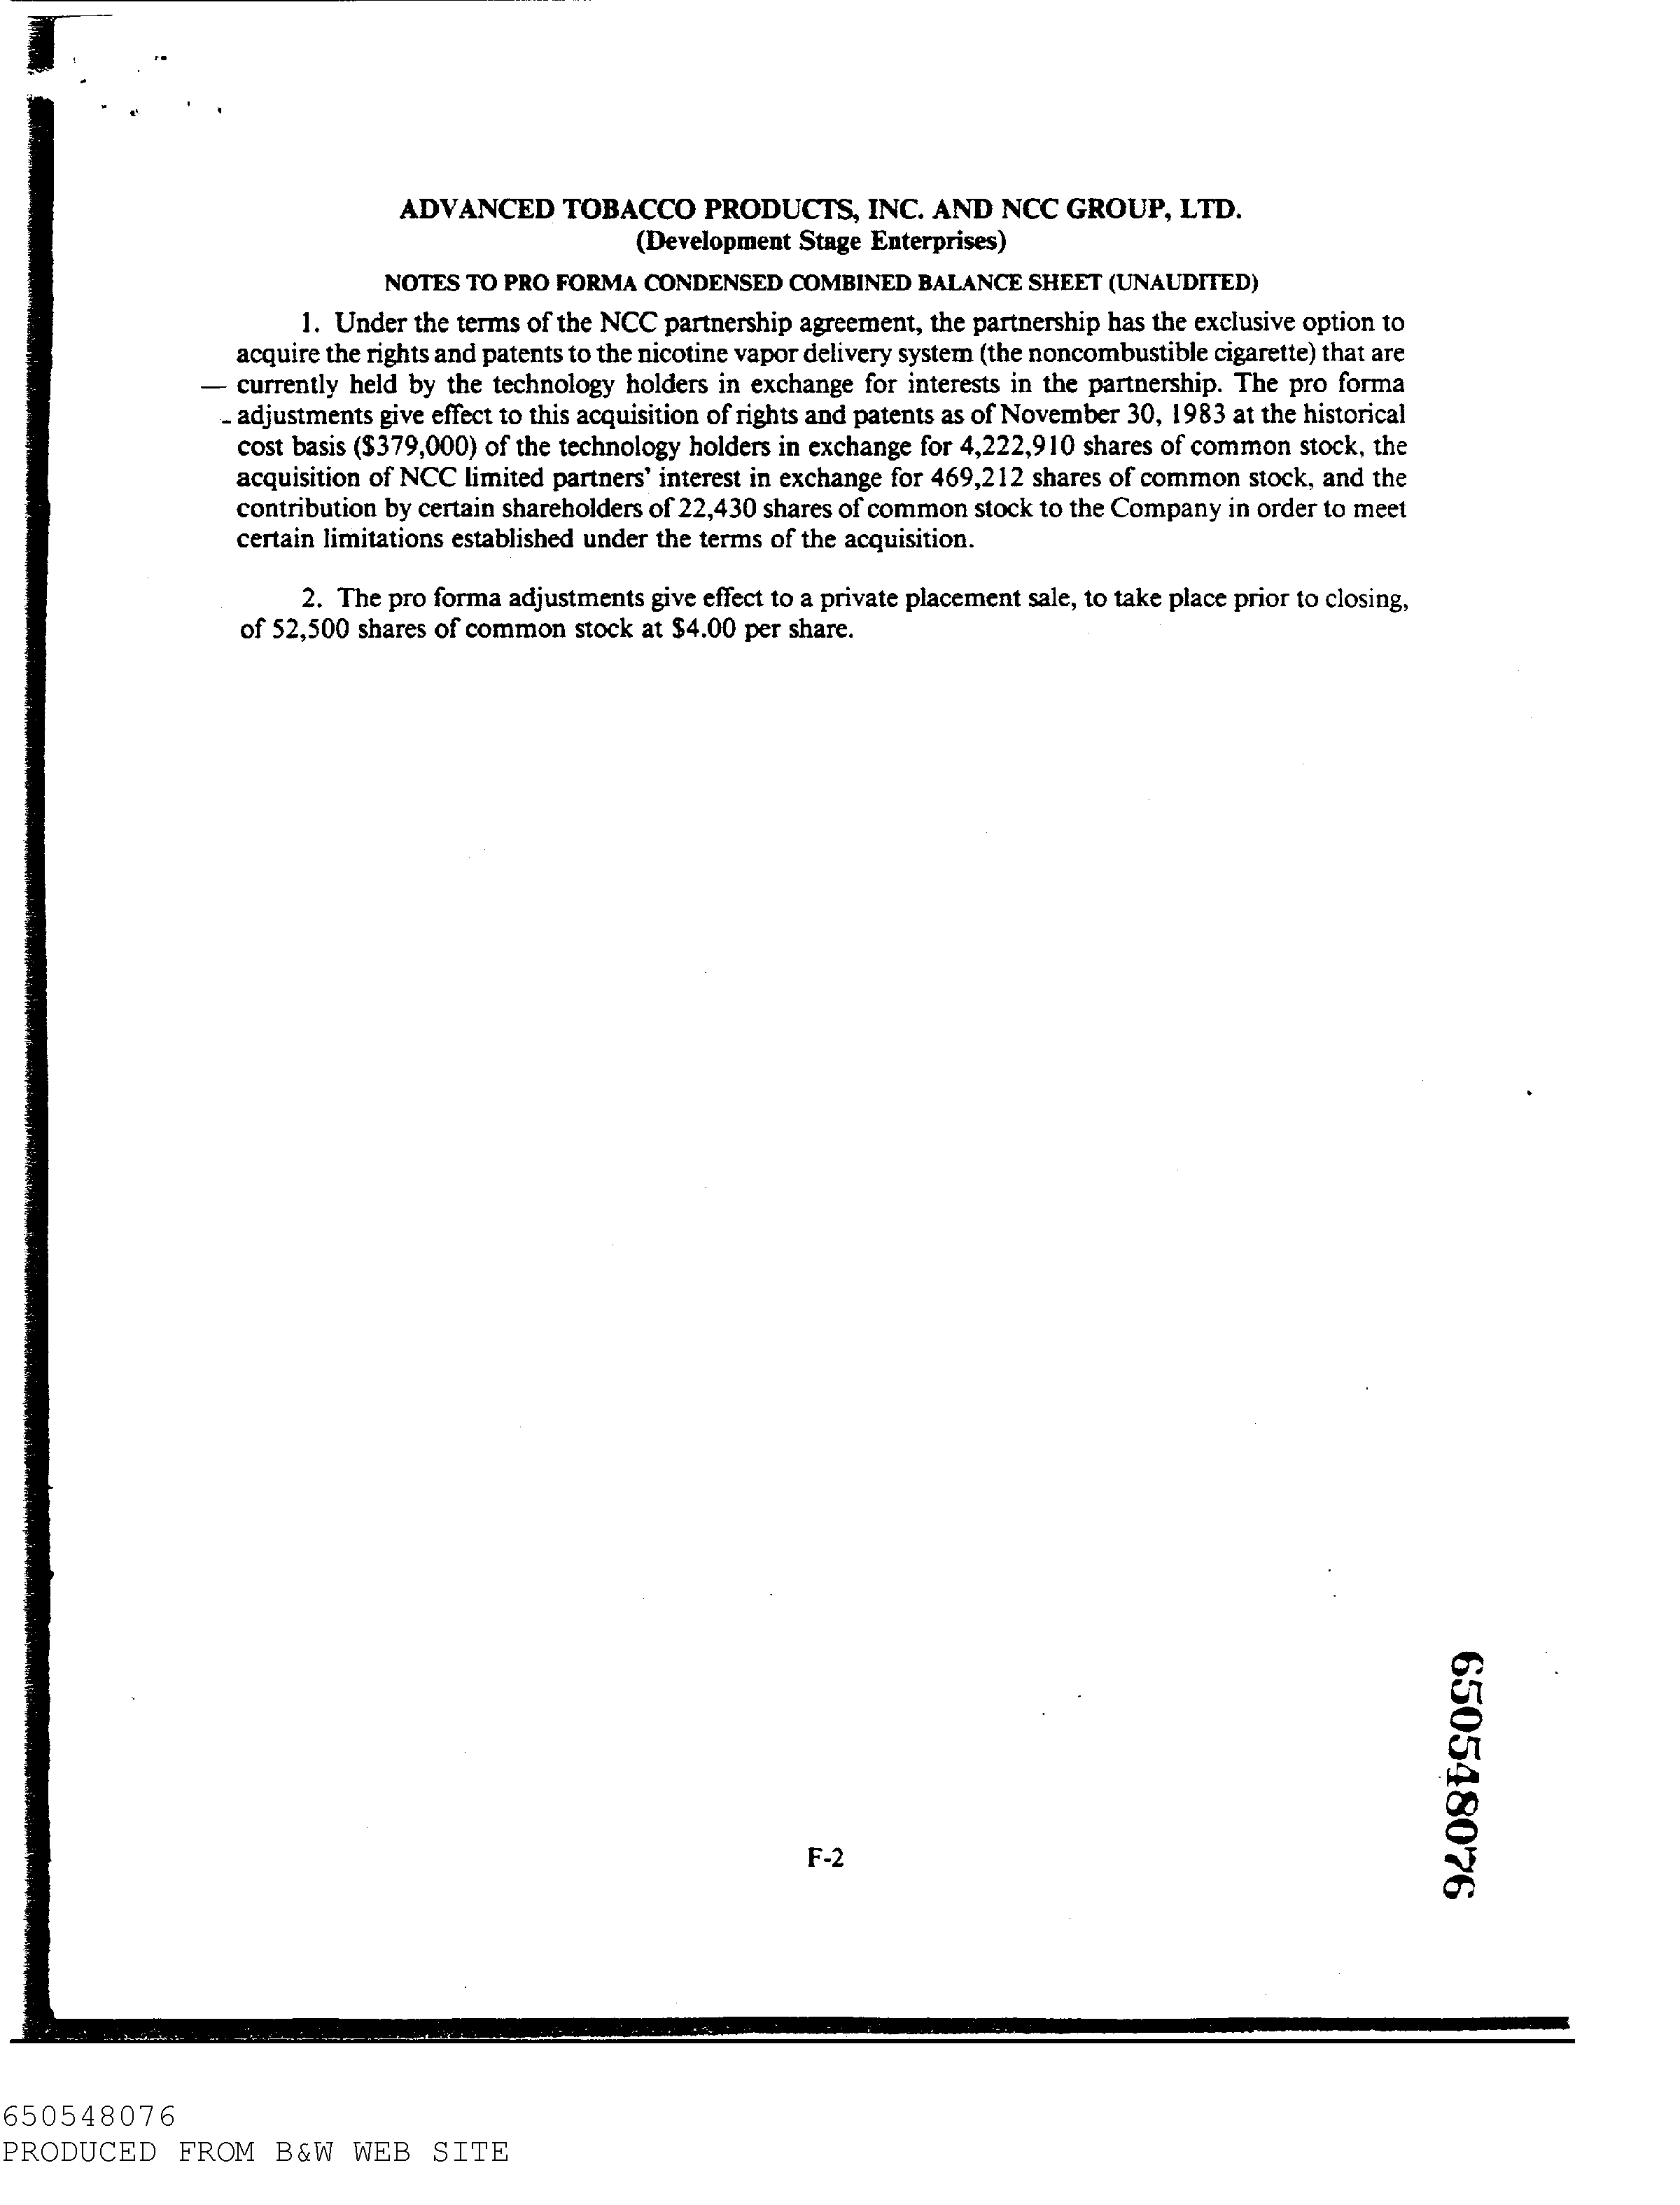 ADVANCED TOBACCO PRODUCTS, INC. AND NCC GROUP, LTD.
(Development Stage Enterprises)
NOTES TO PRO FORMA CONDENSED COMBINED BALANCE SHEET (UNAUDITED)
1. Under the terms of the NCC partnership agreement, the partnership has the exclusive option to
acquire the rights and patents to the nicotine vapor delivery system (the noncombustible cigarette) that are
currently held by the technology holders in exchange for interests in the partnership. The pro forma
adjustments give effect to this acquisition of rights and patents as of November 30, 1983 at the historical
cost basis ($379,000) of the technology holders in exchange for 4,222,910 shares of common stock, the
acquisition of NCC limited partners' interest in exchange for 469,212 shares of common stock, and the
contribution by certain shareholders of 22,430 shares of common stock to the Company in order to meet
certain limitations established under the terms of the acquisition.
2. The pro forma adjustments give effect to a private placement sale, to take place prior to closing,
of 52,500 shares of common stock at $4.00 per share.
650548076
F-2
650548076
PRODUCED FROM B&W WEB SITE